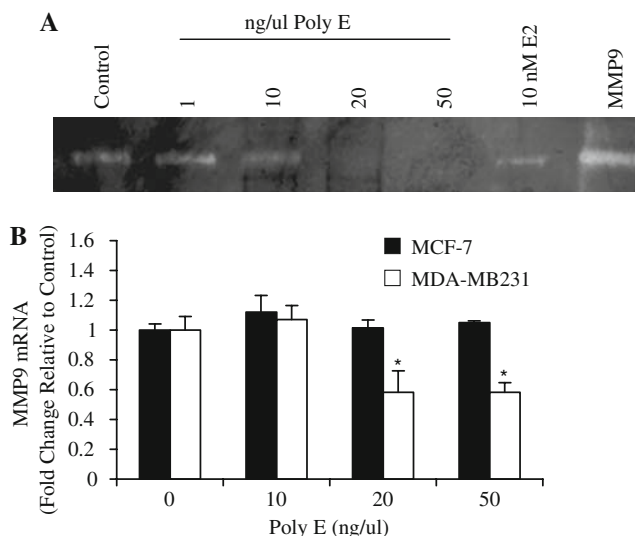 A
ng/ul Poly E
Control
1
10
20
50
10 nM E2
MMP9
B
MMP9 mRNA
(Fold Change Relative to Control)
1.6
1.4
1.2
1
0.8
0.6
0.4
0.2
0
MCF-7
MDA-MB231
*
*
0
10
20
50
Poly E (ng/ul)